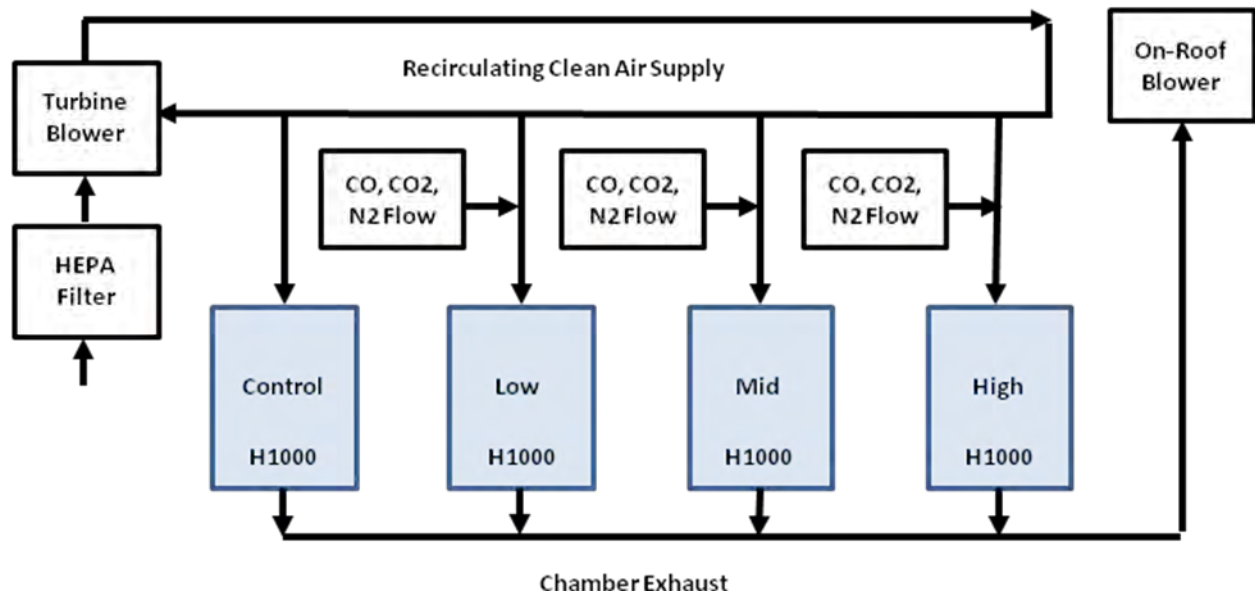 Recirculating Clean Air Supply
Turbine
Blower
On-Roof
Blower
HEPA
Filter
CO, CO2,
N2 Flow
CO, CO2,
N2 Flow
CO, CO2,
N2 Flow
Control
H1000
Low
H1000
Mid
H1000
High
H1000
Chamber Exhaust